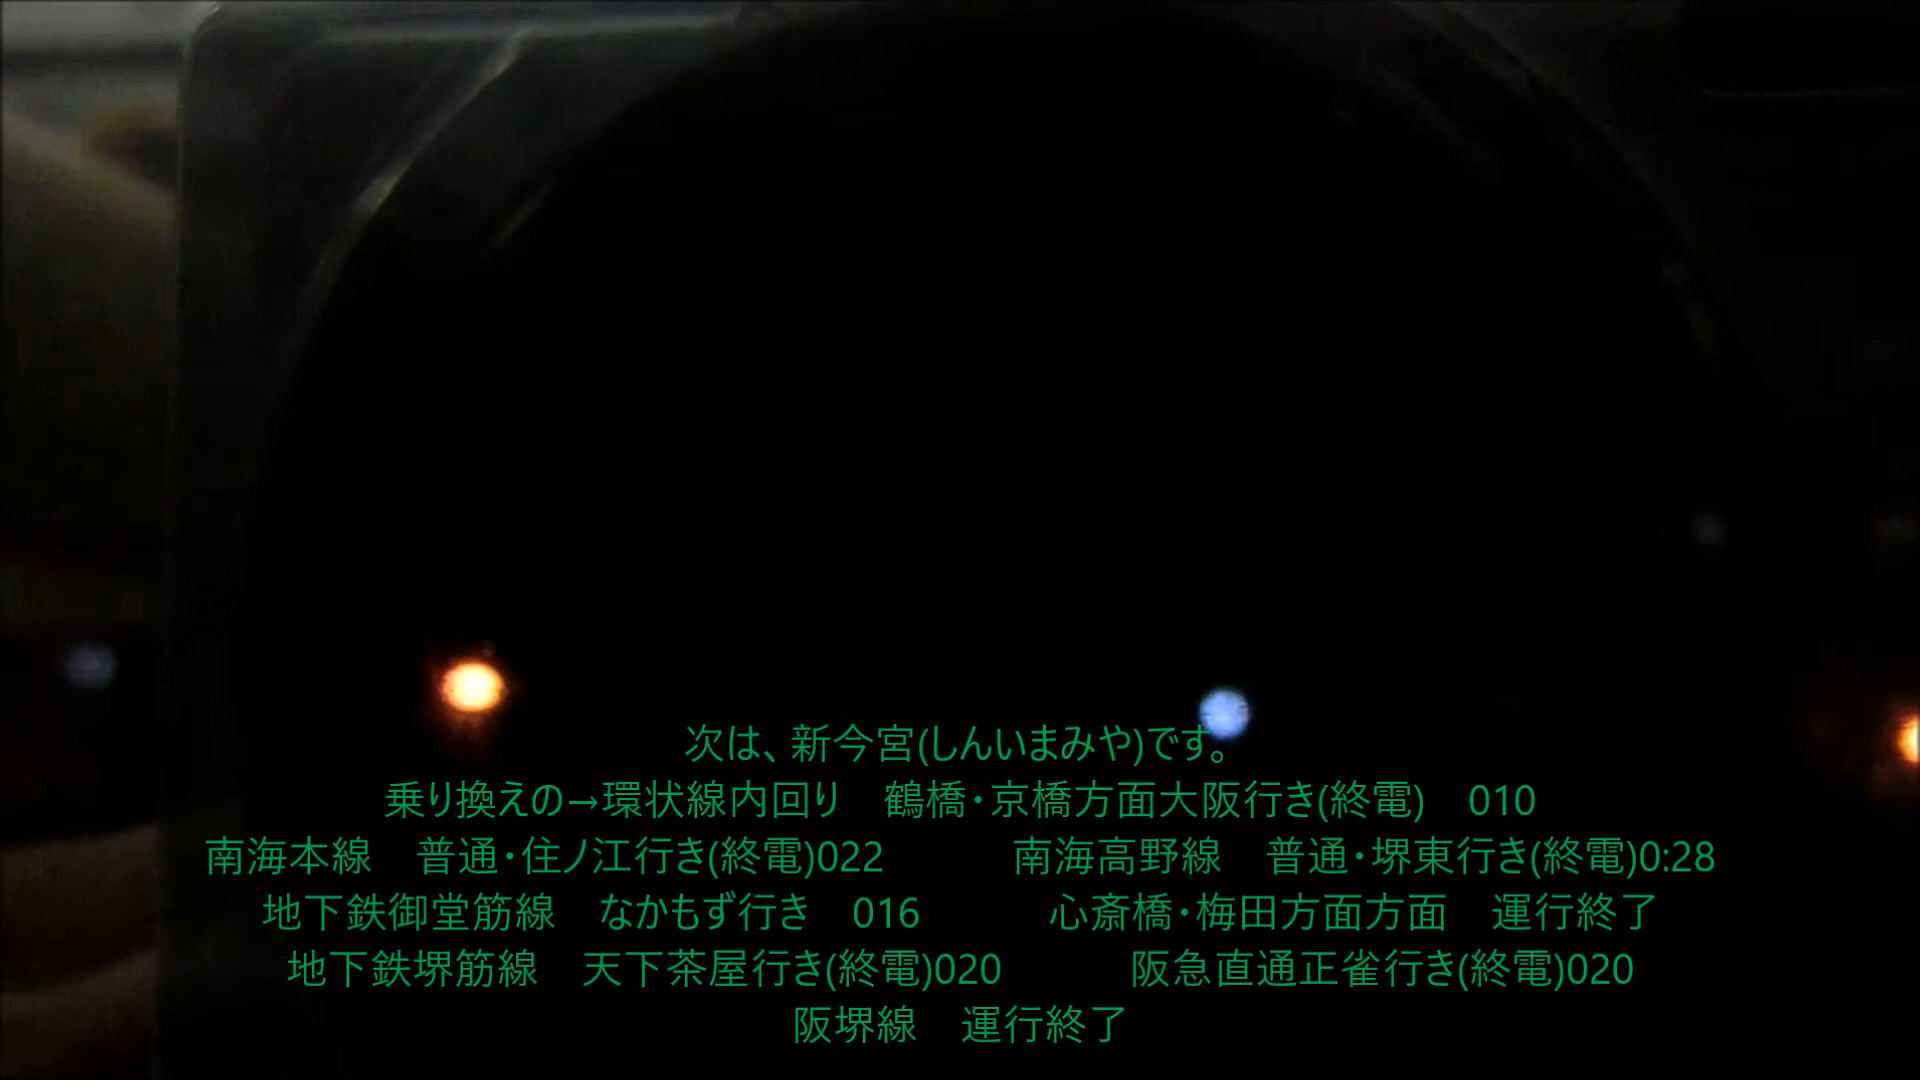 次は、新今宮(しんいまみや)です。
乗り換えの→環状線内回り　鶴橋・京橋方面大阪行き(終電)　010
南海本線　普通・住ノ江行き(終電)022　　　南海高野線　普通・堺東行き(終電)0:28
地下鉄御堂筋線　なかもず行き　016　　　心斎橋・梅田方面方面　運行終了
地下鉄堺筋線　天下茶屋行き(終電)020　　　阪急直通正雀行き(終電)020
阪堺線　運行終了